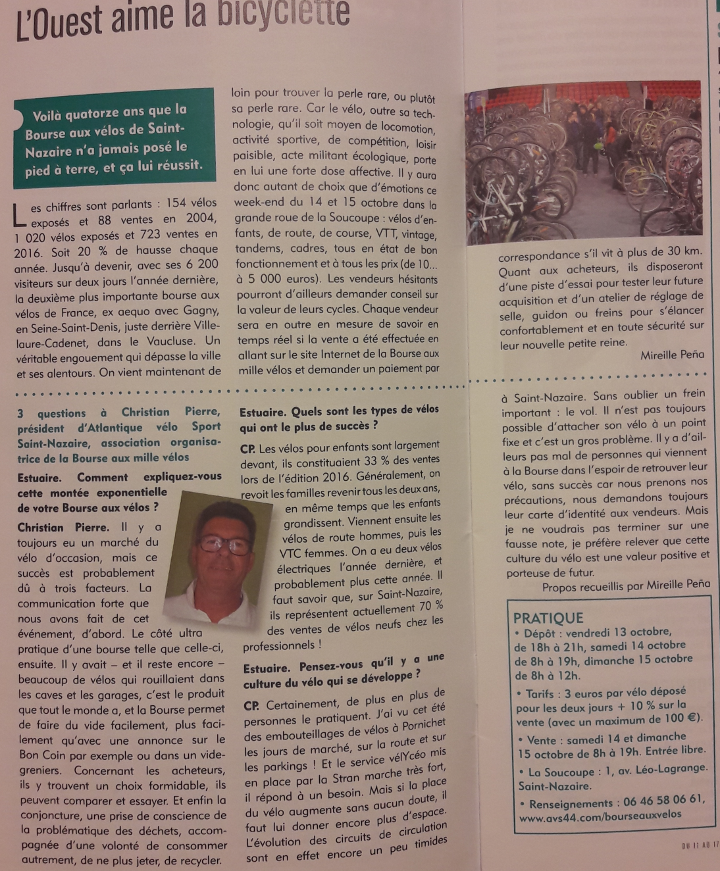 L'Ouest aime la bicyclette
Voilà quatorze ans que la
Bourse aux vélos de Saint-
Nazaire n'a jamais posé le
pied à terre, et ça lui réussit.
Les chiffres sont parlants : 154 vélos
exposés et 88 ventes en 2004,
1 020 vélos exposés et 723 ventes en
2016. Soit 20 % de hausse chaque
année. Jusqu'à devenir, avec ses 6 200
visiteurs sur deux jours l'année dernière,
la deuxième plus importante bourse aux
vélos de France, ex aequo avec Gagny,
en Seine-Saint-Denis, juste derrière Ville-
laure-Cadenet, dans le Vaucluse. Un
véritable engouement qui dépasse la ville
et ses alentours. On vient maintenant de
loin pour trouver la perle rare, ou plutôt
sa perle rare. Car le vélo, outre sa tech-
nologie, qu'il soit moyen de locomotion,
activité sportive, de compétition, loisir
paisible, acte militant écologique, porte
en lui une forte dose affective. Il y aura
donc autant de choix que d'émotions ce
week-end du 14 et 15 octobre dans la
grande roue de la Soucoupe : vélos d'en-
fants, de route, de course, VTT, vintage,
tandems, cadres, tous en état de bon
fonctionnement et à tous les prix (de 10...
à 5 000 euros). Les vendeurs hésitants
pourront d'ailleurs demander conseil sur
la valeur de leurs cycles. Chaque vendeur
sera en outre en mesure de savoir en
temps réel si la vente a été effectuée en
allant sur le site Internet de la Bourse aux
mille vélos et demander un paiement par
correspondance s'il vit à plus de 30 km.
Quant aux acheteurs, ils disposeront
d'une piste d'essai pour tester leur future
acquisition et d'un atelier de réglage de
selle, guidon ou freins pour s'élancer
confortablement et en toute sécurité sur
leur nouvelle petite reine.
Mireille Peña
3 questions à Christian Pierre,
président d'Atlantique vélo Sport
Saint-Nazaire, association organisa-
trice de la Bourse aux mille vélos
Estuaire. Comment expliquez-vous
cette montée exponentielle
de votre Bourse aux vélos ?
Christian Pierre. Il y a
toujours eu un marché du
vélo d'occasion, mais ce
succès est probablement
dû à trois facteurs. La
communication forte que
nous avons fait de cet
événement, d'abord. Le côté ultra
pratique d'une bourse telle que celle-ci,
ensuite. Il y avait – et il reste encore –
beaucoup de vélos qui rouillaient dans
les caves et les garages, c'est le produit
que tout le monde a, et la Bourse permet
de faire du vide facilement, plus faci-
lement qu'avec une annonce sur le
Bon Coin par exemple ou dans un vide-
greniers. Concernant les acheteurs,
ils y trouvent un choix formidable, ils
peuvent comparer et essayer. Et enfin la
conjoncture, une prise de conscience de
la problématique des déchets, accom-
pagnée d'une volonté de consommer
autrement, de ne plus jeter, de recycler.
Estuaire. Quels sont les types de vélos
qui ont le plus de succès ?
CP. Les vélos pour enfants sont largement
devant, ils constituaient 33 % des ventes
lors de l'édition 2016. Généralement, on
revoit les familles revenir tous les deux ans,
en même temps que les enfants
grandissent. Viennent ensuite les
vélos de route hommes, puis les
VTC femmes. On a eu deux vélos
électriques l'année dernière, et
probablement plus cette année. Il
faut savoir que, sur Saint-Nazaire,
ils représentent actuellement 70 %
des ventes de vélos neufs chez les
professionnels !
Estuaire. Pensez-vous qu'il y a une
culture du vélo qui se développe ?
CP. Certainement, de plus en plus de
personnes le pratiquent. J'ai vu cet été
des embouteillages de vélos à Pornichet
les jours de marché, sur la route et sur
les parkings ! Et le service vélYcéo mis
en place par la Stran marche très fort,
il répond à un besoin. Mais si la place
du vélo augmente sans aucun doute, il
faut lui donner encore plus d'espace.
L'évolution des circuits de circulation
sont en effet encore un peu timides
à Saint-Nazaire. Sans oublier un frein
important : le vol. Il n'est pas toujours
possible d'attacher son vélo à un point
fixe et c'est un gros problème. Il y a d'ail-
leurs pas mal de personnes qui viennent
à la Bourse dans l'espoir de retrouver leur
vélo, sans succès car nous prenons nos
précautions, nous demandons toujours
leur carte d'identité aux vendeurs. Mais
je ne voudrais pas terminer sur une
fausse note, je préfère relever que cette
culture du vélo est une valeur positive et
porteuse de futur.
Propos recueillis par Mireille Peña
PRATIQUE
• Dépôt : vendredi 13 octobre,
de 18h à 21h, samedi 14 octobre
de 8h à 19h, dimanche 15 octobre
de 8h à 12h.
• Tarifs : 3 euros par vélo déposé
pour les deux jours + 10 % sur la
vente (avec un maximum de 100 €).
• Vente : samedi 14 et dimanche
15 octobre de 8h à 19h. Entrée libre.
• La Soucoupe : 1, av. Léo-Lagrange.
Saint-Nazaire.
• Renseignements : 06 46 58 06 61,
www.avs44.com/bourseauxvelos
DU 11 AU 17